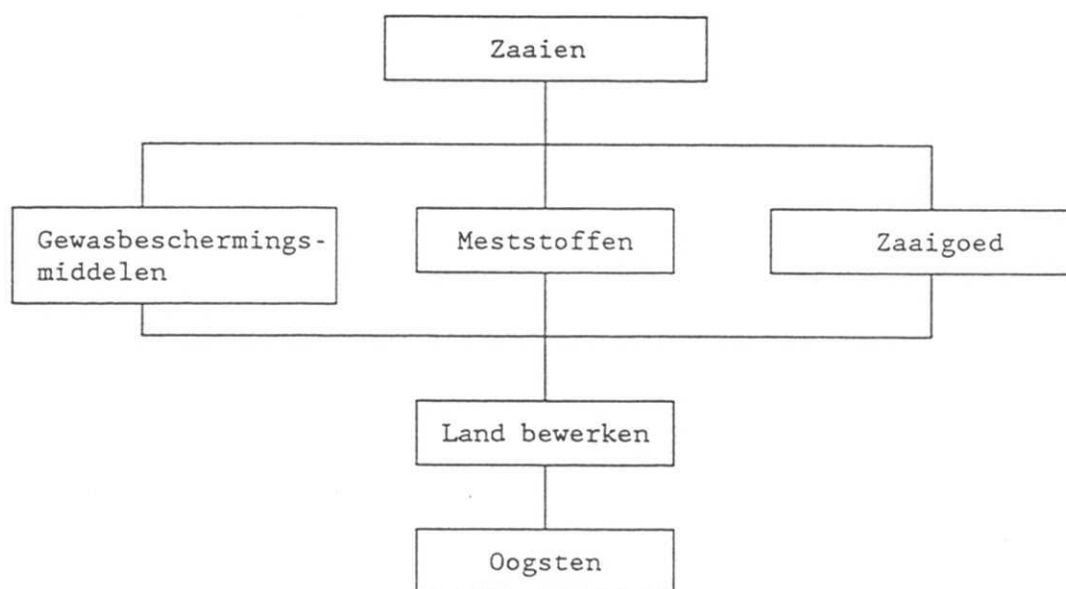 Zaaien
Gewasbeschermings-
middelen
Meststoffen
Zaaigoed
Land bewerken
Oogsten